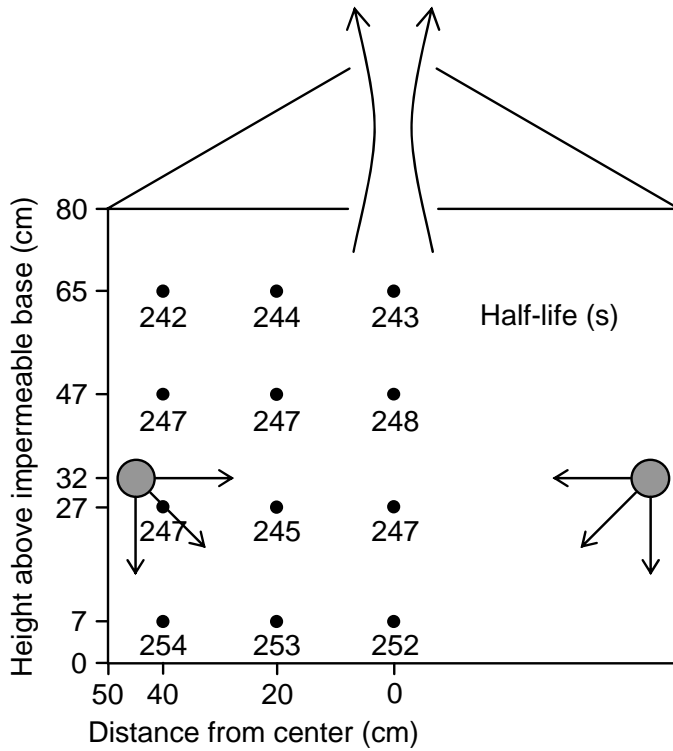 Height above impermeable base (cm)
80
65
242 244 243
Half-life (s)
47
247 247 248
32
27
247 245 247
7
254 253 252
0
50 40 20 0
Distance from center (cm)